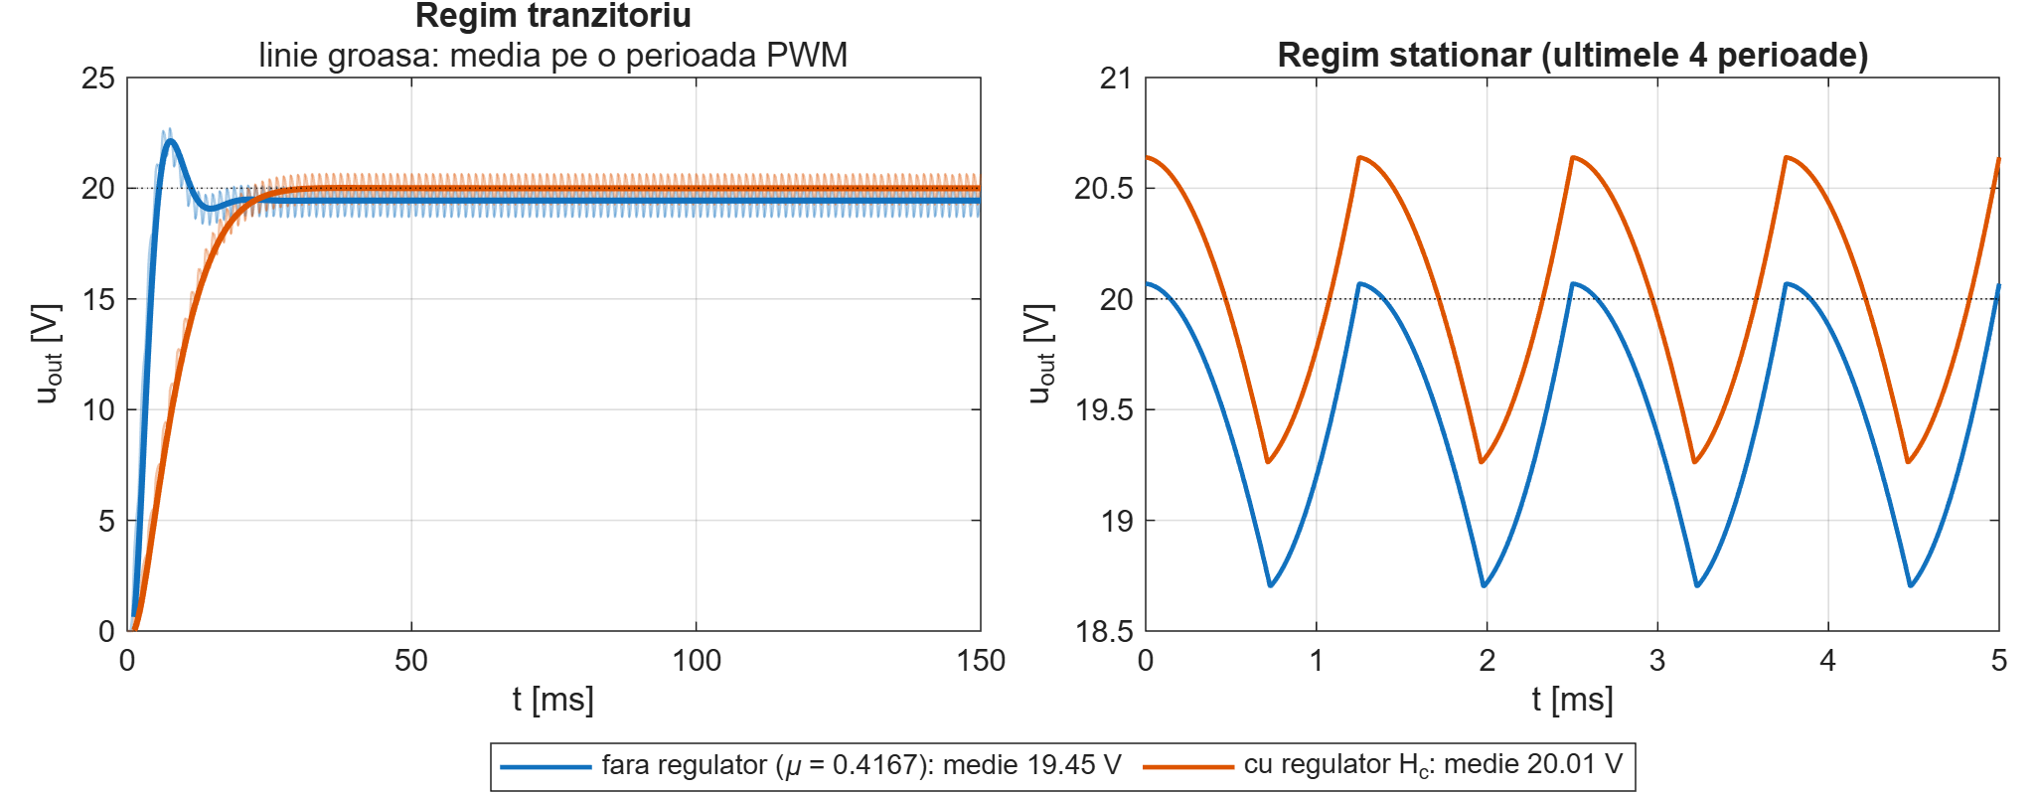 Regim tranzitoriu
linie groasa: media pe o perioada PWM
25
20
15
10
5
0
0 50 100 150
u_out [V]
t [ms]
Regim stationar (ultimele 4 perioade)
21
20.5
20
19.5
19
18.5
0 1 2 3 4 5
u_out [V]
t [ms]
fara regulator (μ = 0.4167): medie 19.45 V
cu regulator H_c: medie 20.01 V